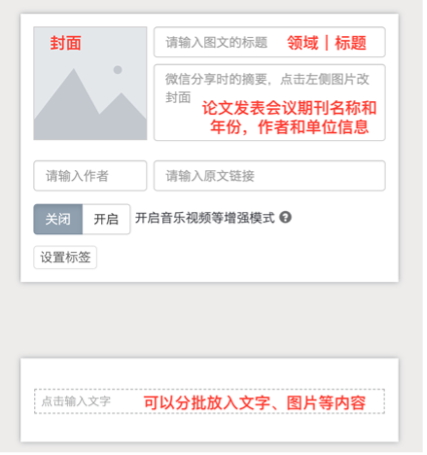 封面
请输入图文的标题 领域｜标题
微信分享时的摘要，点击左侧图片改
封面
论文发表会议期刊名称和
年份，作者和单位信息
请输入作者 请输入原文链接
关闭 开启 开启音乐视频等增强模式 ?
设置标签
点击输入文字 可以分批放入文字、图片等内容